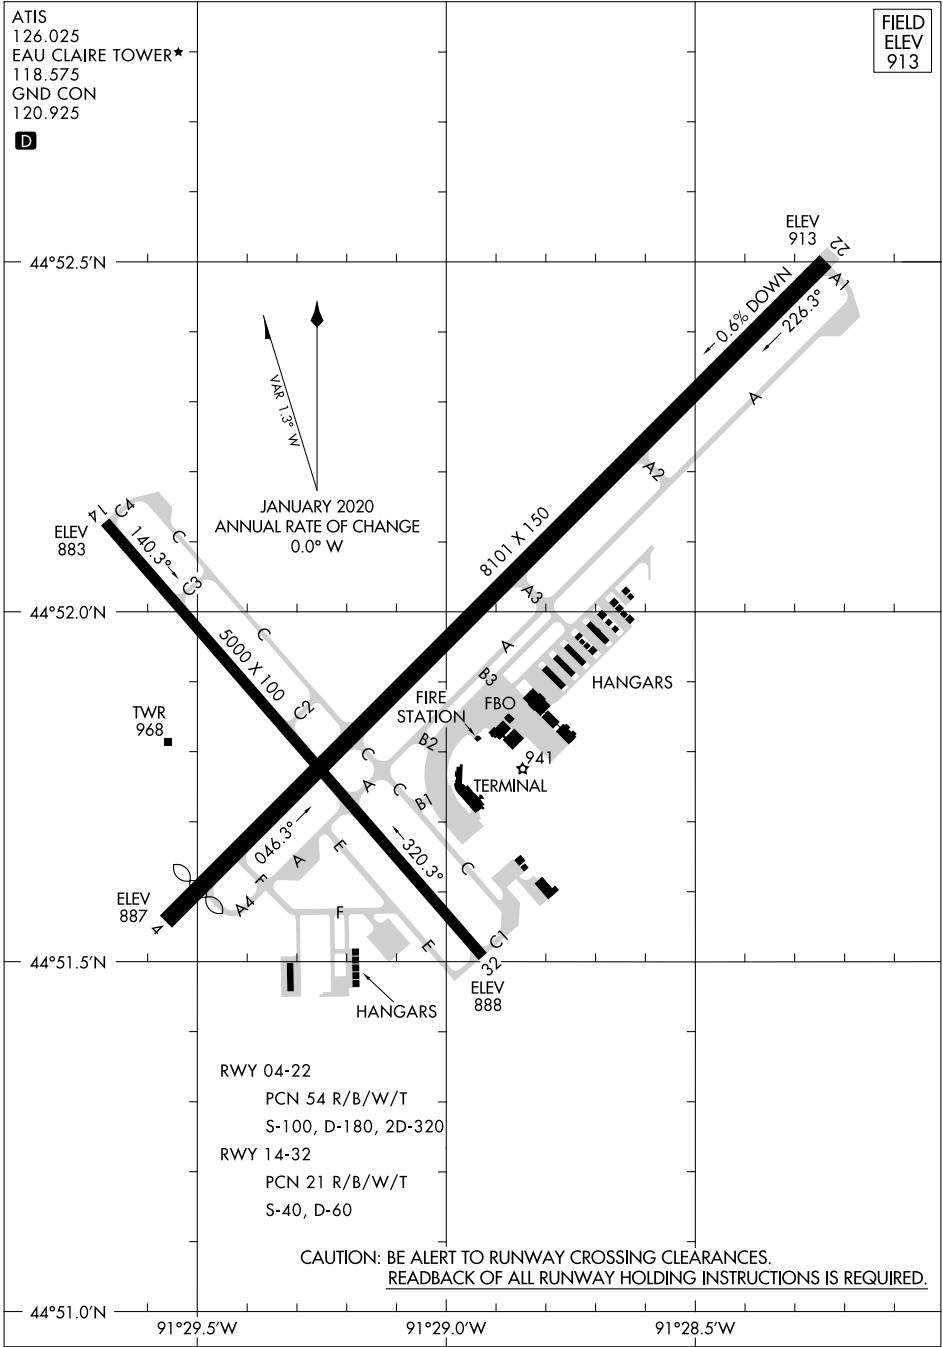 ATIS
126.025
EAU CLAIRE TOWER★
118.575
GND CON
120.925
D
FIELD
ELEV
913
ELEV
913
22
A1
44°52.5'N
0.6% DOWN
226.3°
VAR 1.3° W
A
A2
JANUARY 2020
ANNUAL RATE OF CHANGE
0.0° W
14
C4
ELEV
883
140.3°
C
8101 X 150
C3
A3
44°52.0'N
C
5000 X 100
A
B3
HANGARS
FIRE
STATION
FBO
C2
TWR
968
B2
C
941
A
C
B1
TERMINAL
046.3°
E
320.3°
A
C
F
ELEV
887
A4
F
4
E
C1
44°51.5'N
32
ELEV
888
HANGARS
RWY 04-22
PCN 54 R/B/W/T
S-100, D-180, 2D-320
RWY 14-32
PCN 21 R/B/W/T
S-40, D-60
CAUTION: BE ALERT TO RUNWAY CROSSING CLEARANCES.
READBACK OF ALL RUNWAY HOLDING INSTRUCTIONS IS REQUIRED.
44°51.0'N
91°29.5'W
91°29.0'W
91°28.5'W